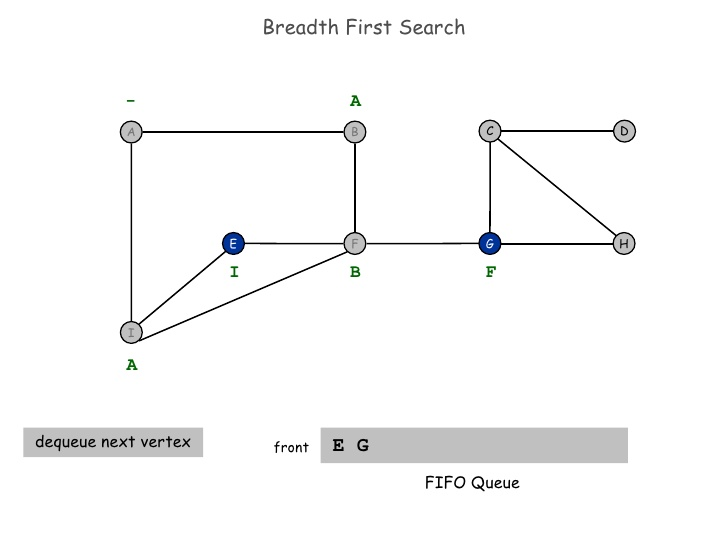 Breadth First Search
- A
A B C D
E F G H
I B F
I
A
dequeue next vertex front E G
FIFO Queue